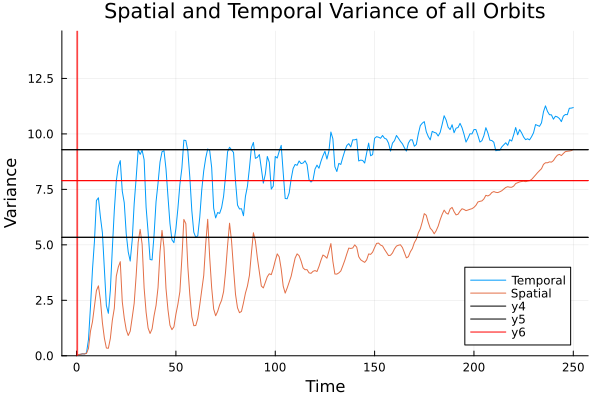 Spatial and Temporal Variance of all Orbits
Variance
12.5
10.0
7.5
5.0
2.5
0.0
Temporal
Spatial
y4
y5
y6
0
50
100
150
200
250
Time